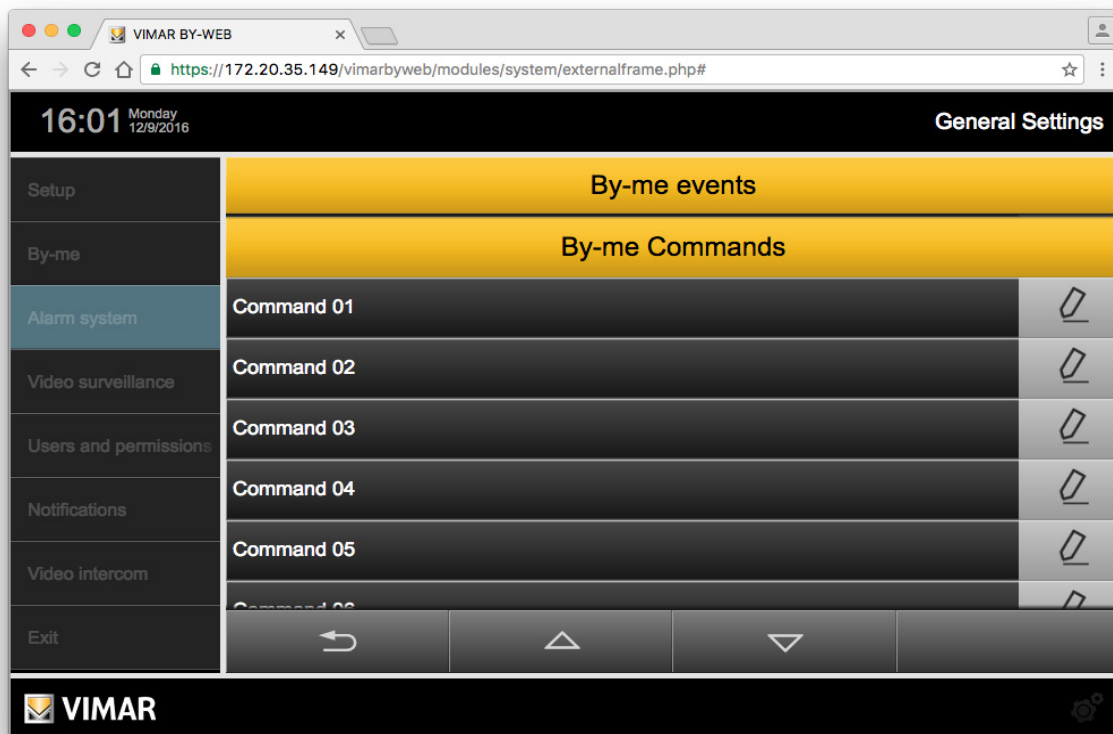 VIMAR BY-WEB
https://172.20.35.149/vimarbyweb/modules/system/externalframe.php#
16:01 Monday
12/9/2016
General Settings
Setup
By-me
Alarm system
Video surveillance
Users and permissions
Notifications
Video intercom
Exit
By-me events
By-me Commands
Command 01
Command 02
Command 03
Command 04
Command 05
Command 06
VIMAR